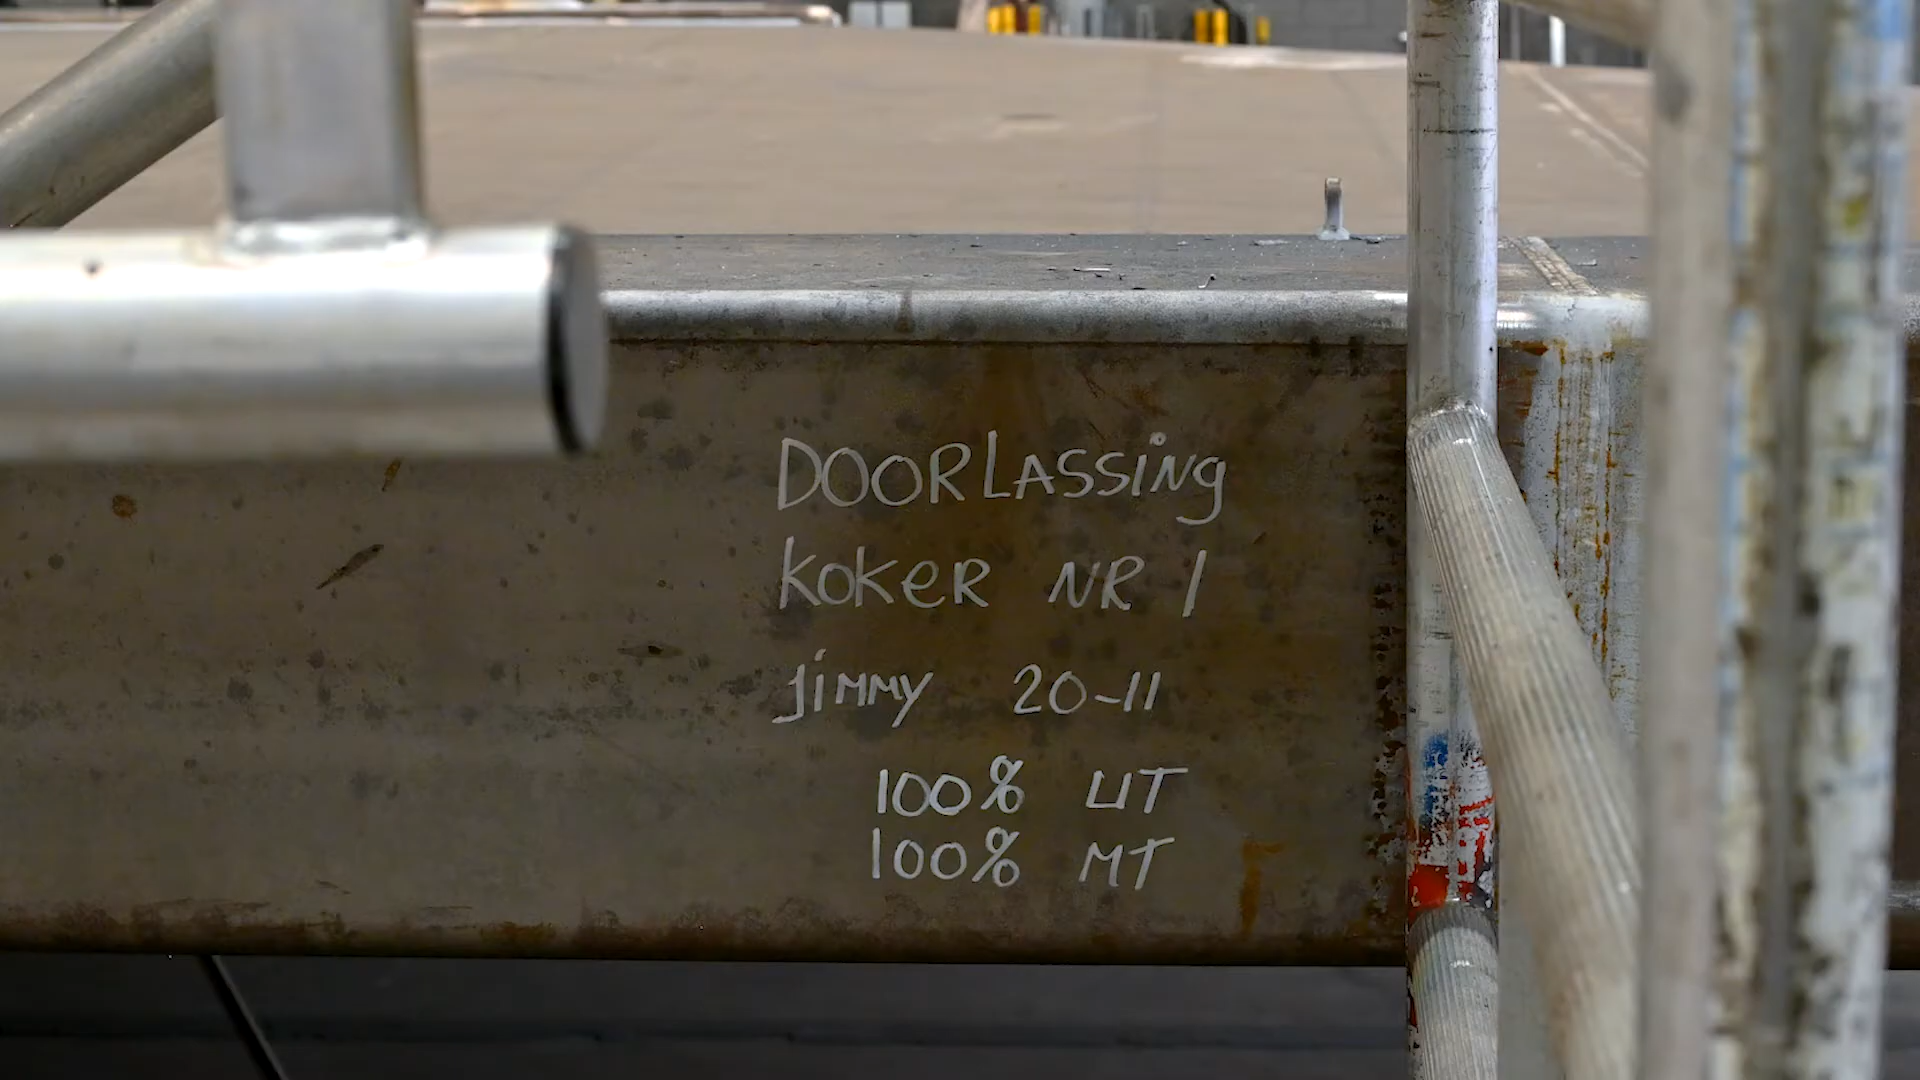 DOORLASSING
KOKER NR 1
JIMMY 20-11
100% UT
100% MT